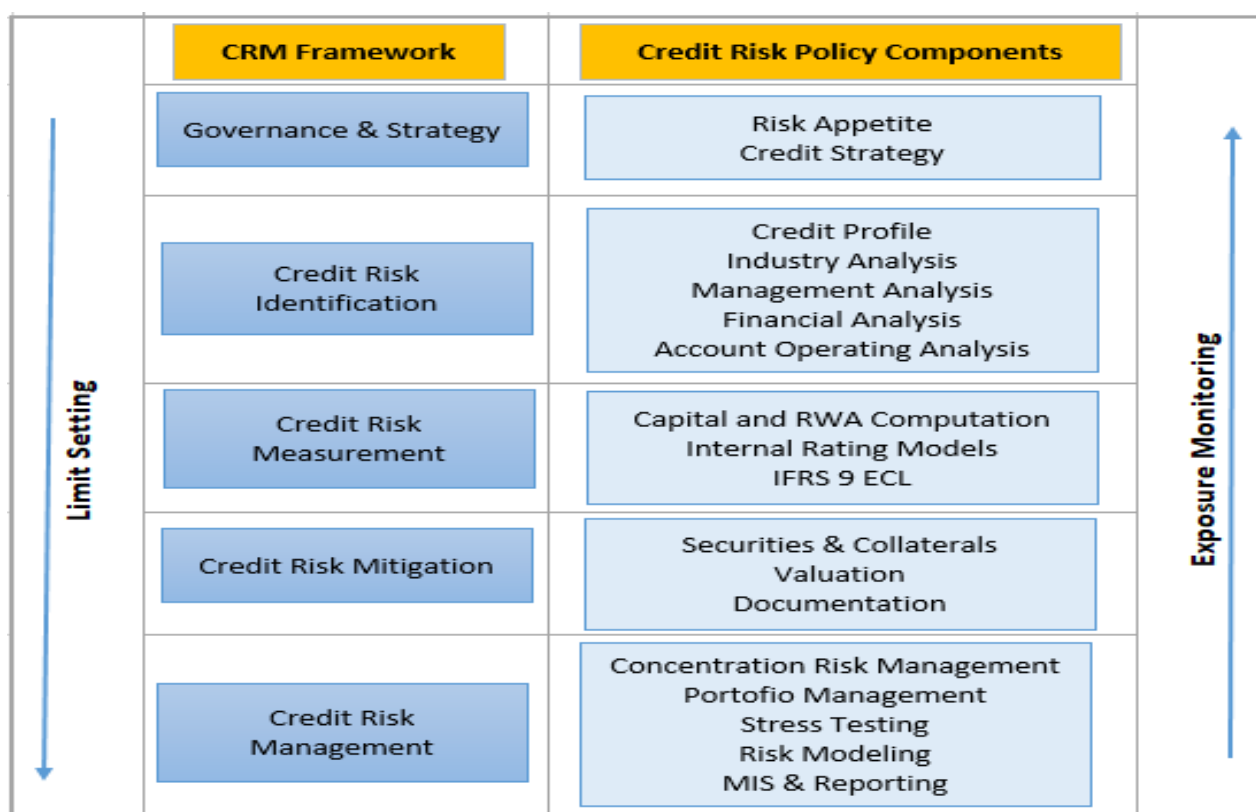 CRM Framework
Credit Risk Policy Components
Governance & Strategy
Risk Appetite
Credit Strategy
Credit Risk
Identification
Credit Profile
Industry Analysis
Management Analysis
Financial Analysis
Account Operating Analysis
Credit Risk
Measurement
Capital and RWA Computation
Internal Rating Models
IFRS 9 ECL
Credit Risk Mitigation
Securities & Collaterals
Valuation
Documentation
Credit Risk
Management
Concentration Risk Management
Portofio Management
Stress Testing
Risk Modeling
MIS & Reporting
Limit Setting
Exposure Monitoring